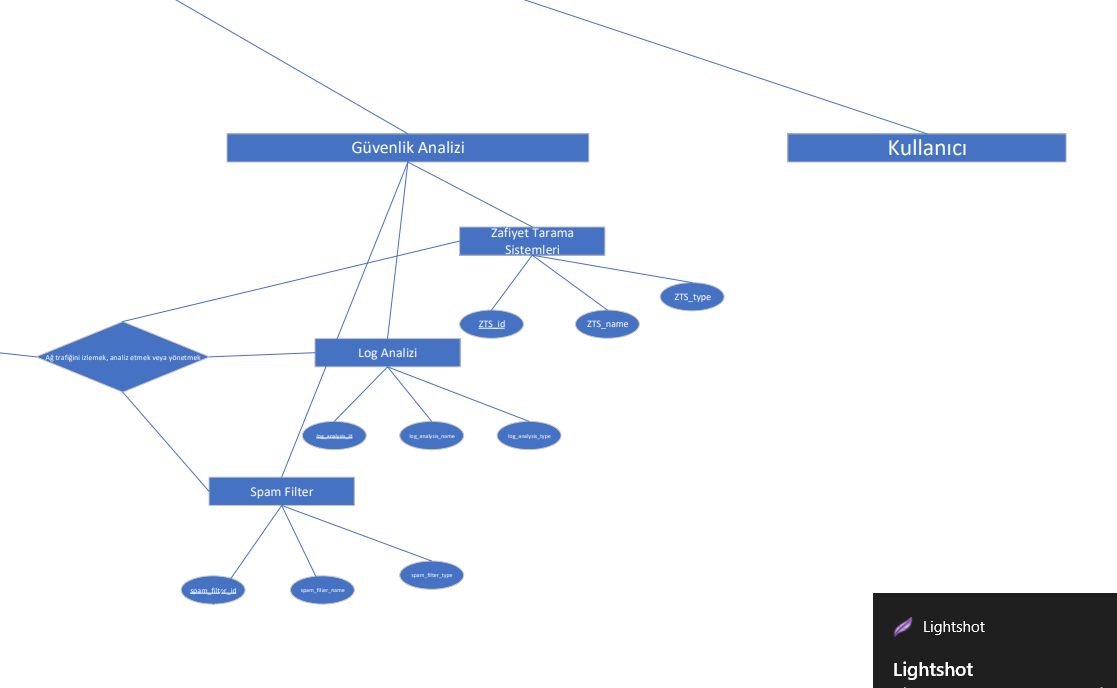 Güvenlik Analizi
Kullanıcı
Zafiyet Tarama
Sistemleri
ZTS_type
ZTS_id
ZTS_name
Ağ trafiğini izlemek, analiz etmek veya yönetmek
Log Analizi
log_analysis_id
log_analysis_name
log_analysis_type
Spam Filter
spam_filter_type
spam_filter_id
spam_filter_name
Lightshot
Lightshot